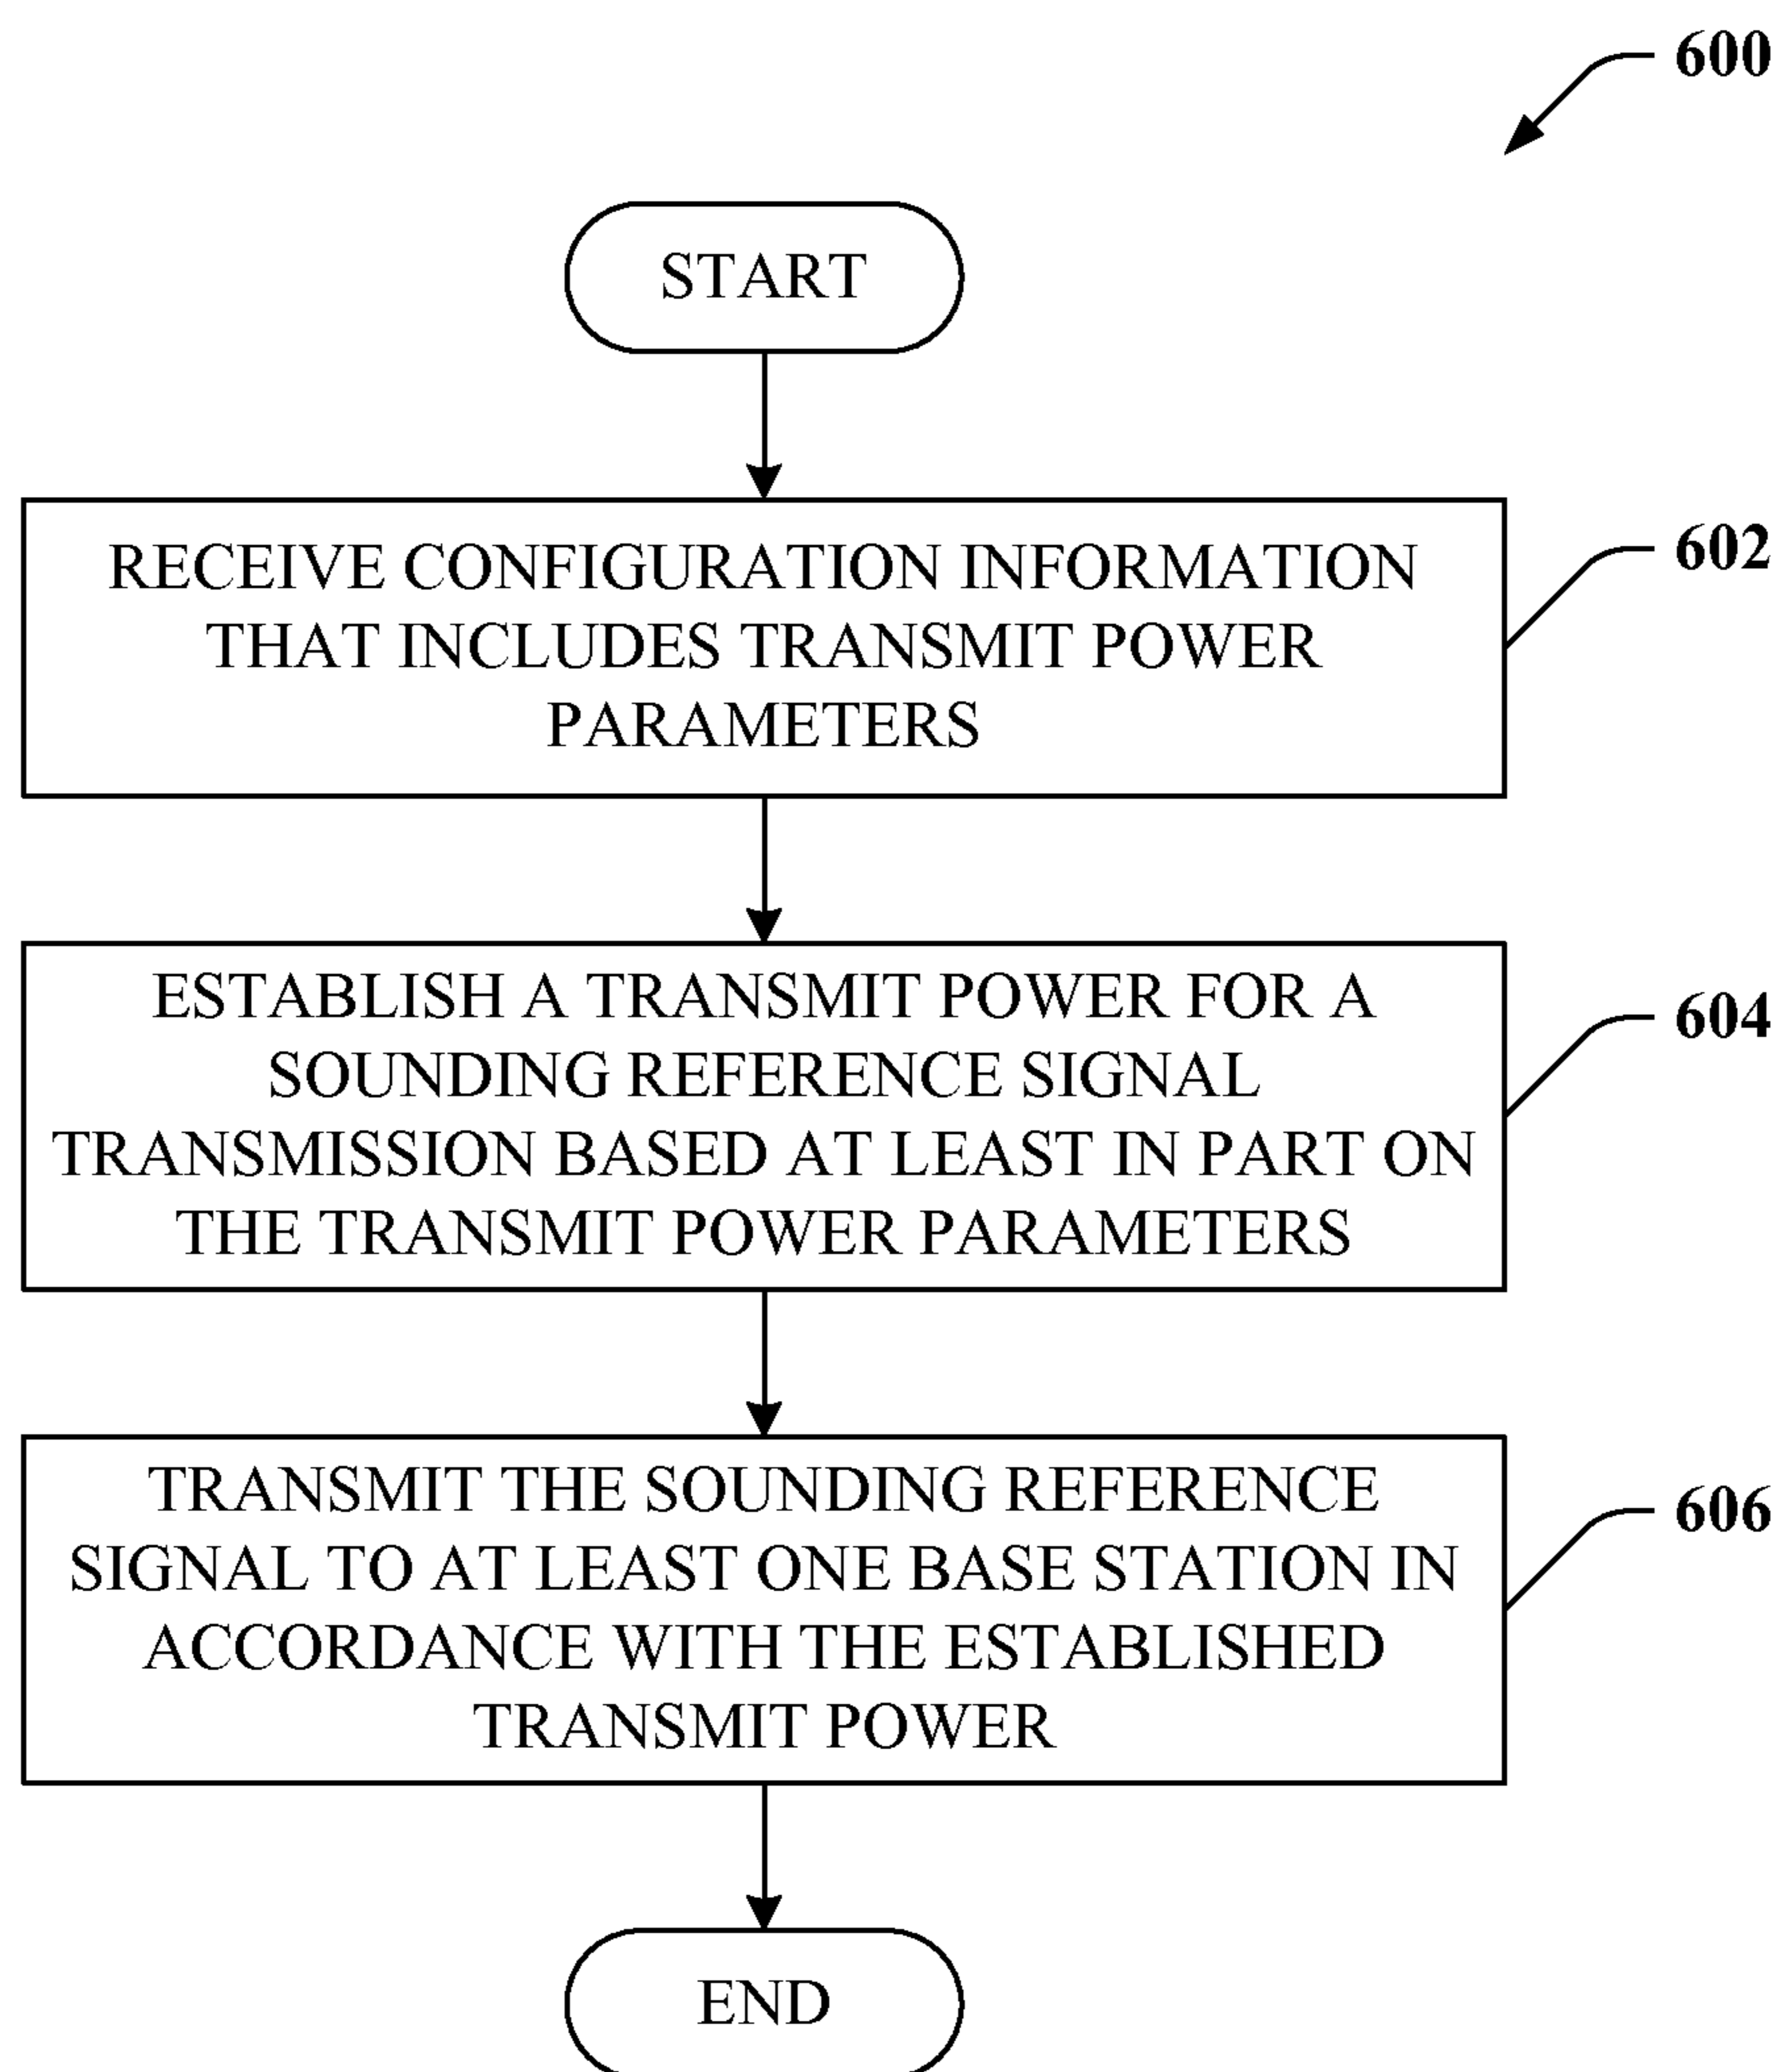 600
START
RECEIVE CONFIGURATION INFORMATION
THAT INCLUDES TRANSMIT POWER
PARAMETERS
602
ESTABLISH A TRANSMIT POWER FOR A
SOUNDING REFERENCE SIGNAL
TRANSMISSION BASED AT LEAST IN PART ON
THE TRANSMIT POWER PARAMETERS
604
TRANSMIT THE SOUNDING REFERENCE
SIGNAL TO AT LEAST ONE BASE STATION IN
ACCORDANCE WITH THE ESTABLISHED
TRANSMIT POWER
606
END